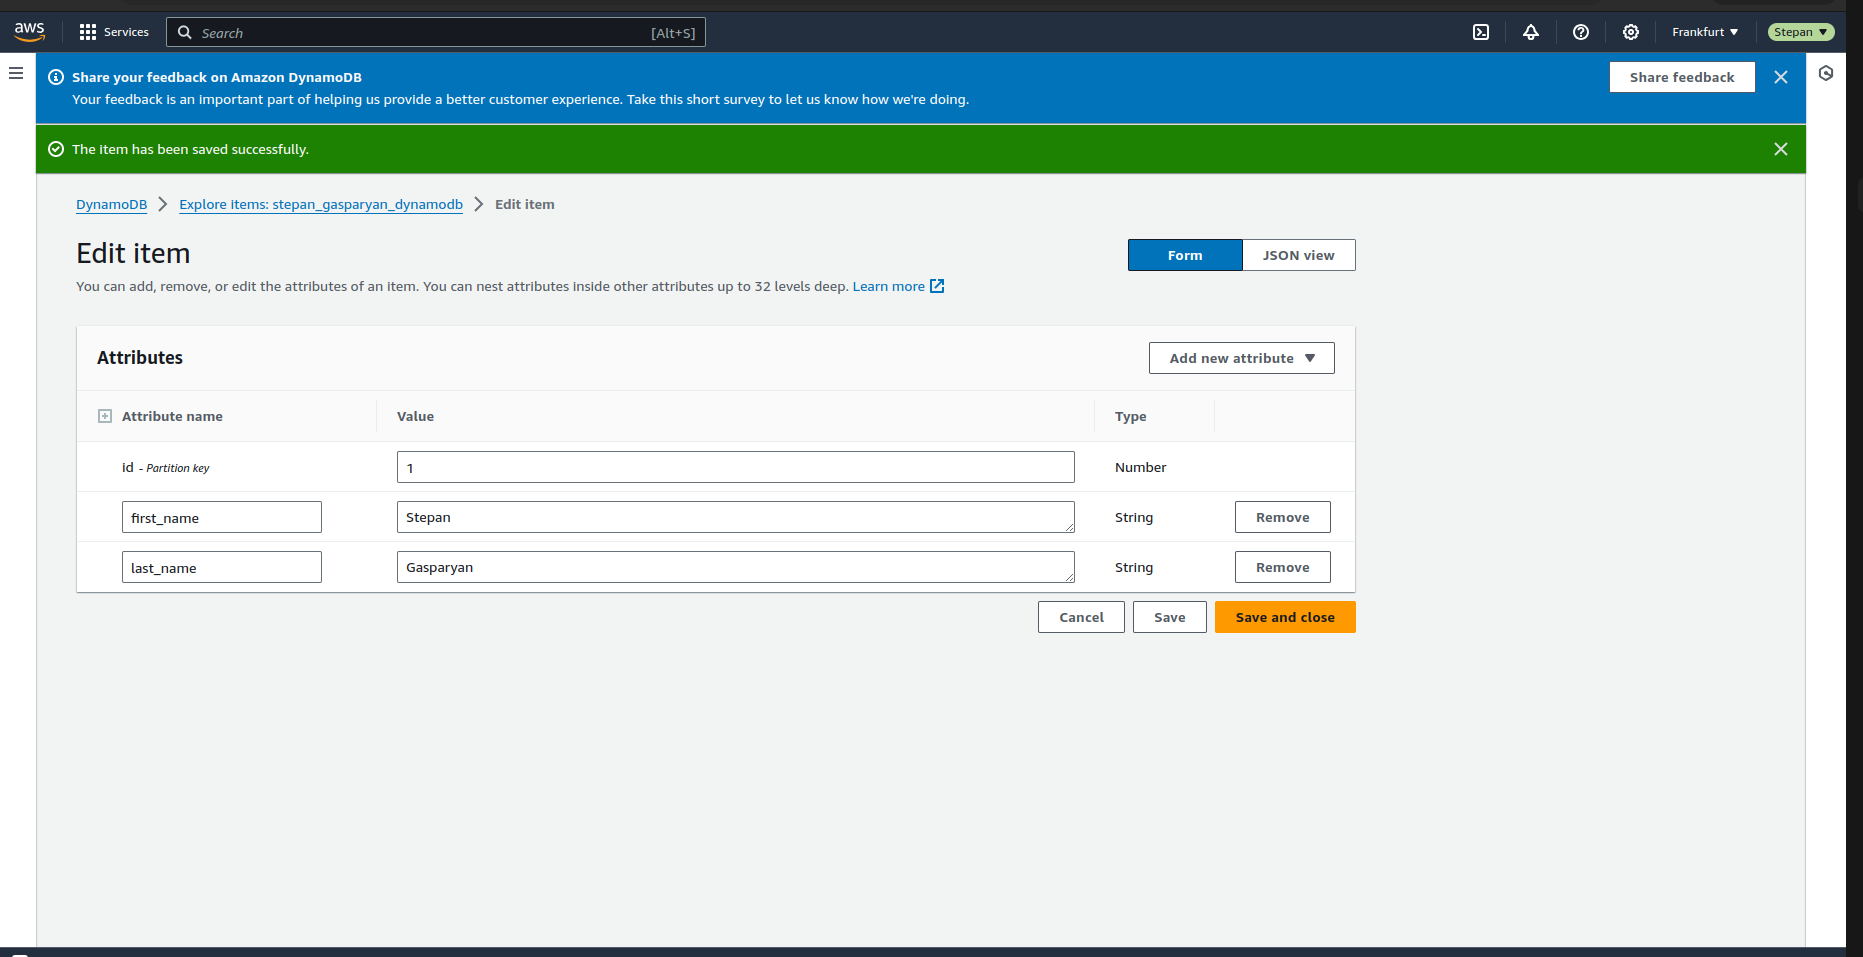 aws
Services
Search
[Alt+S]
Frankfurt
Stepan
Share your feedback on Amazon DynamoDB
Your feedback is an important part of helping us provide a better customer experience. Take this short survey to let us know how we're doing.
Share feedback
The item has been saved successfully.
DynamoDB
Explore items: stepan_gasparyan_dynamodb
Edit item
Edit item
Form
JSON view
You can add, remove, or edit the attributes of an item. You can nest attributes inside other attributes up to 32 levels deep. Learn more
Attributes
Add new attribute
Attribute name
Value
Type
id - Partition key
1
Number
first_name
Stepan
String
Remove
last_name
Gasparyan
String
Remove
Cancel
Save
Save and close